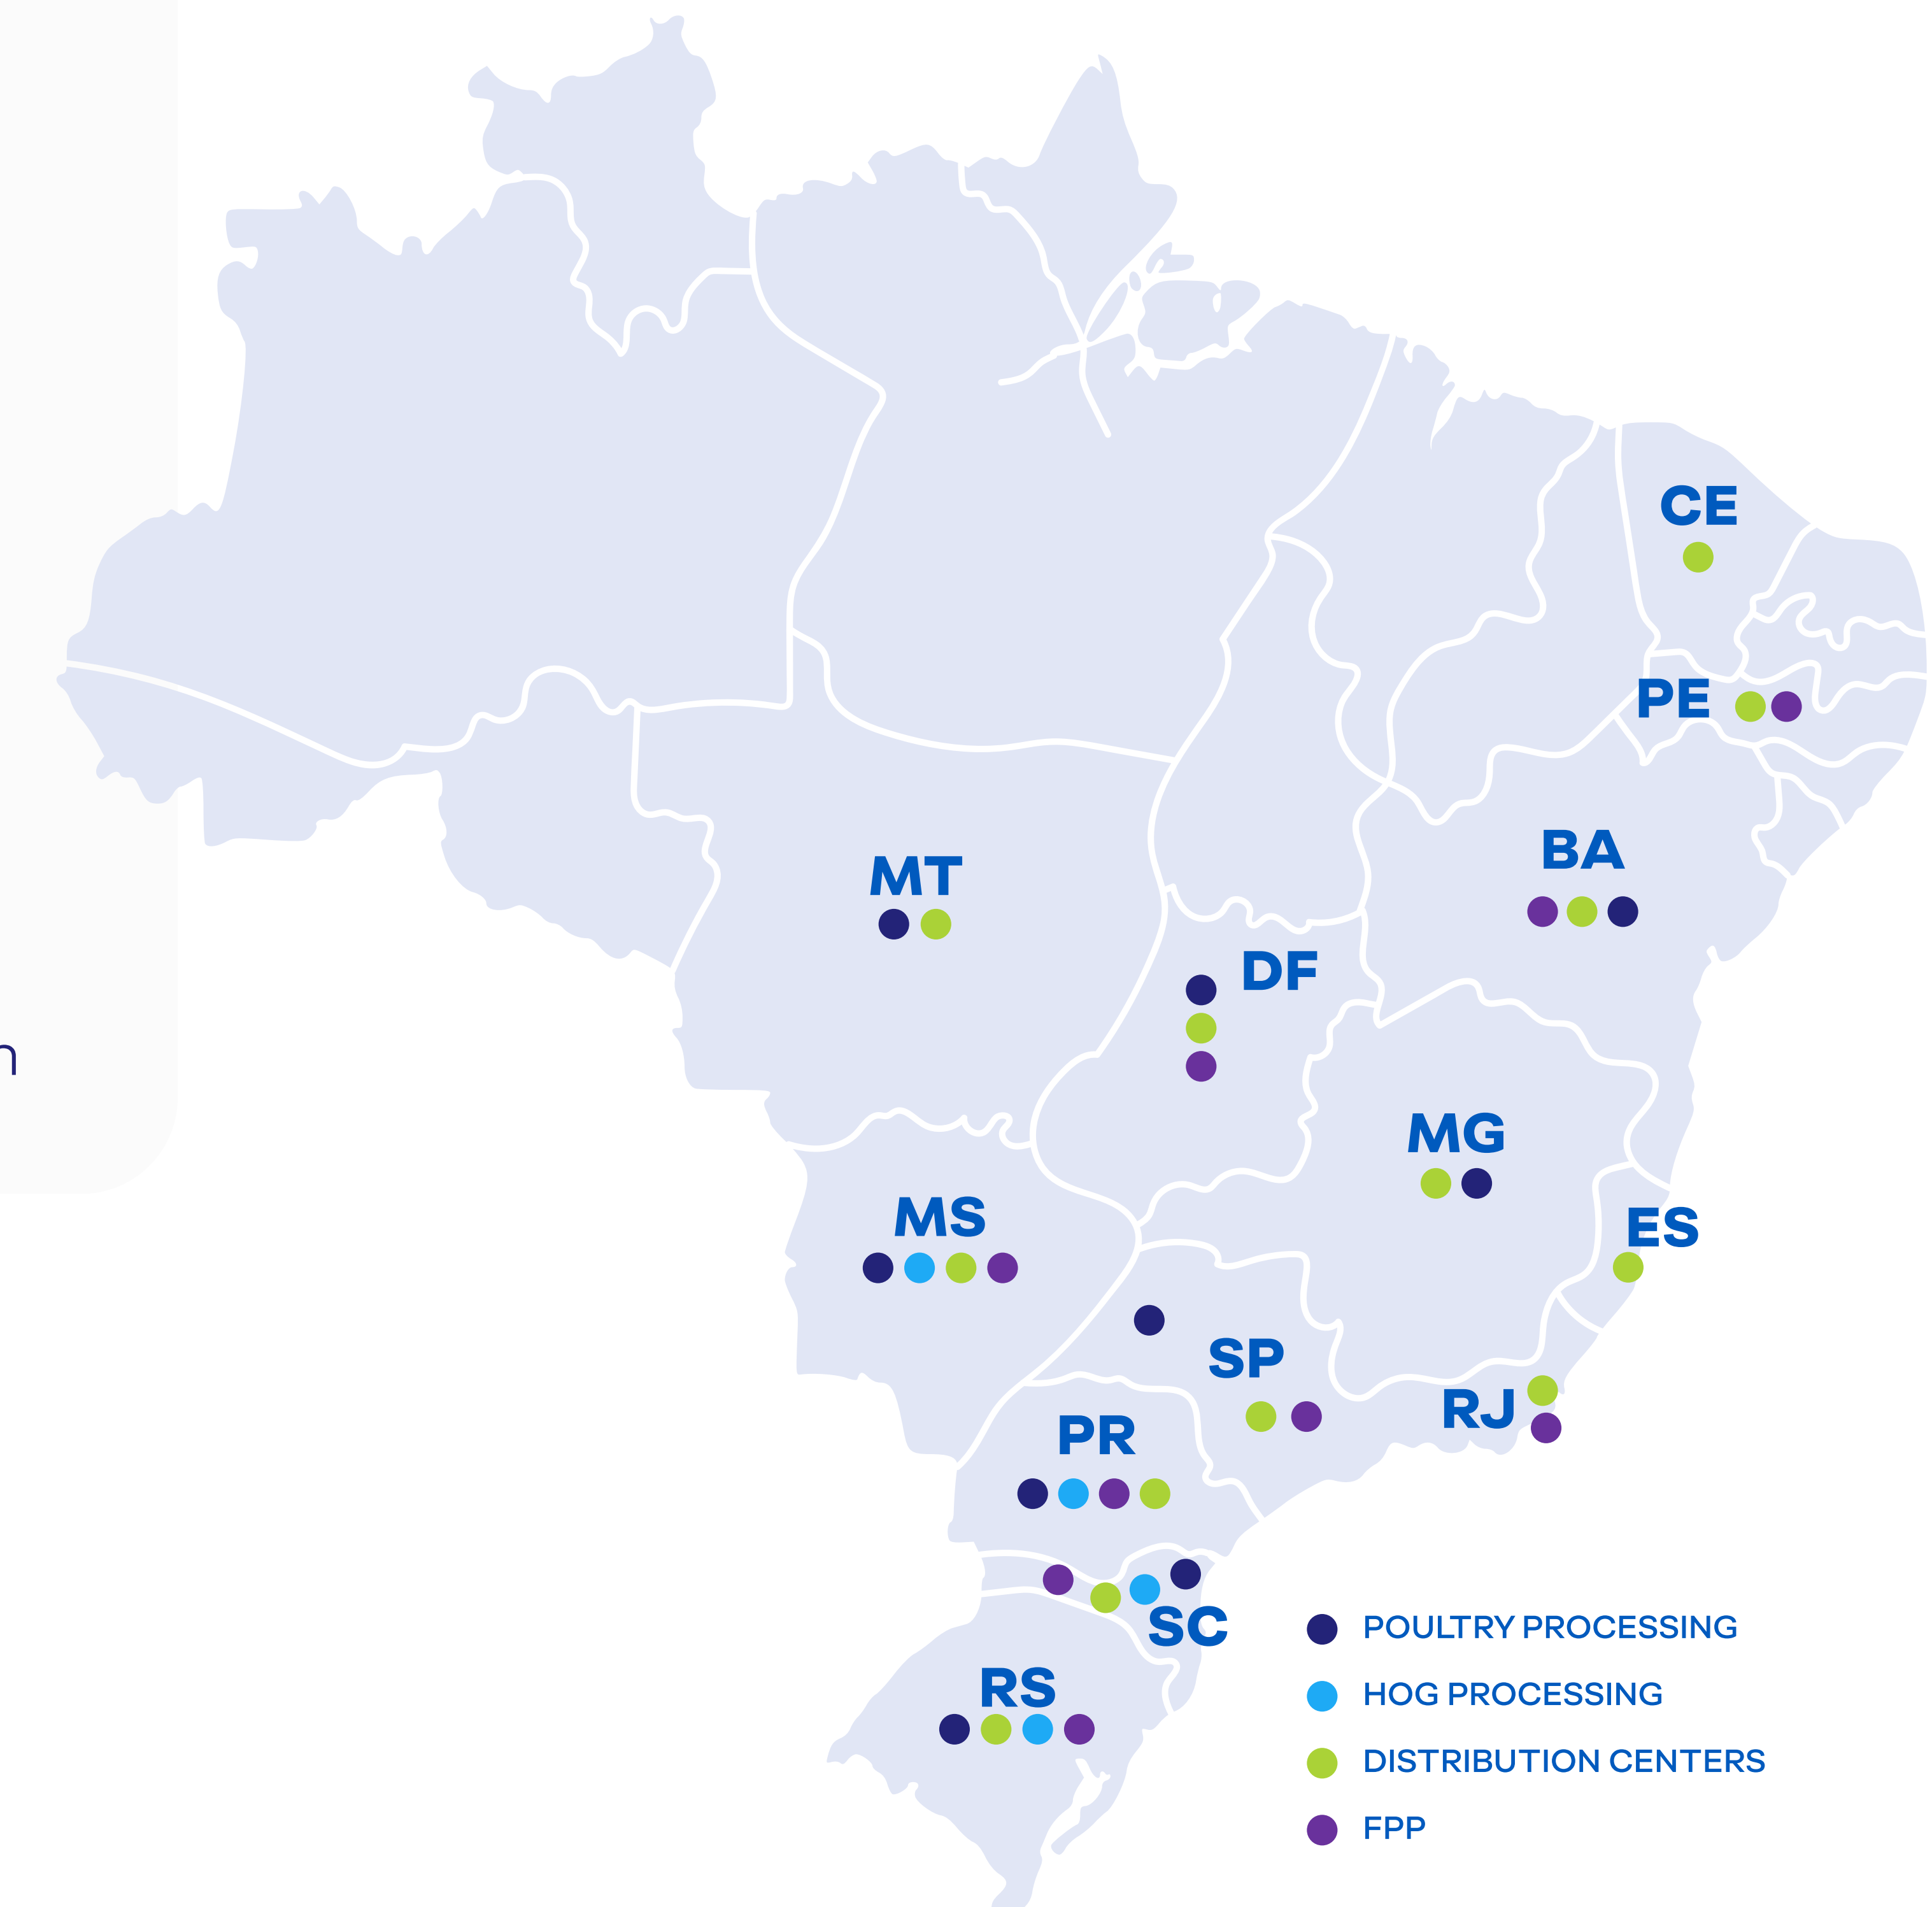 CE
PE
BA
MT
DF
MG
MS
ES
SP
RJ
PR
SC
RS
POULTRY PROCESSING
HOG PROCESSING
DISTRIBUTION CENTERS
FPP